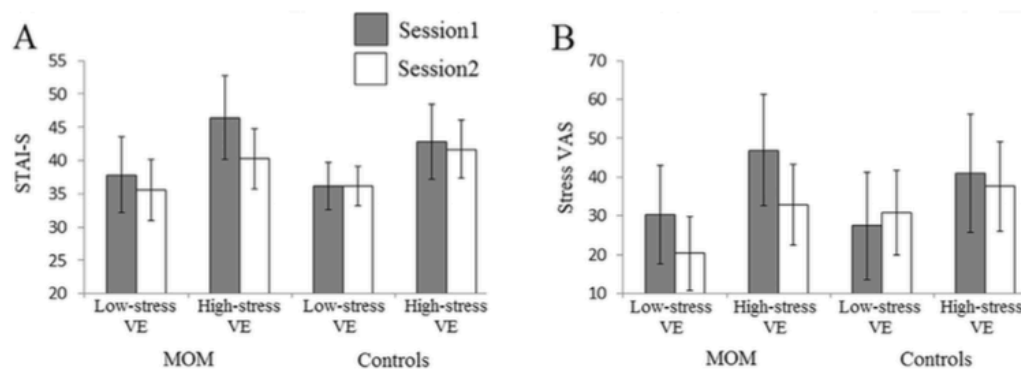 A
Session1
Session2
STAI-S
55
50
45
40
35
30
25
20
Low-stress VE
High-stress VE
Low-stress VE
High-stress VE
MOM
Controls
B
Stress VAS
70
60
50
40
30
20
10
Low-stress VE
High-stress VE
Low-stress VE
High-stress VE
MOM
Controls